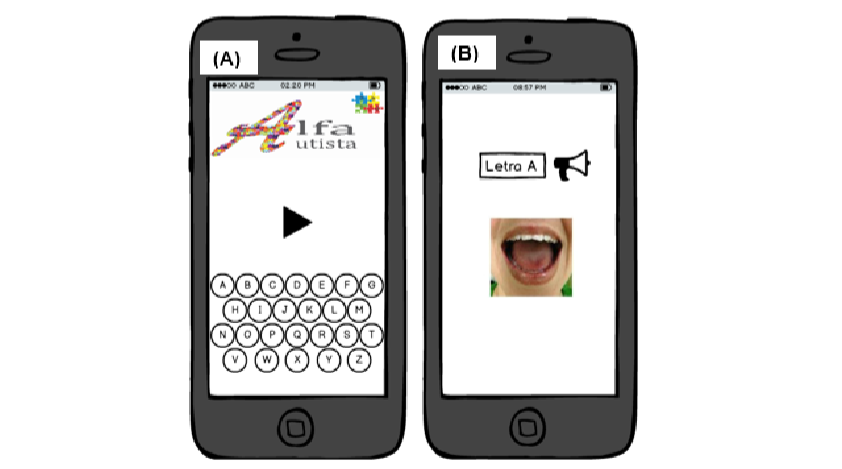 (A)
●●●○○ ABC 02:20 PM
Alfa
utista
A B C D E F G
H I J K L M
N O P Q R S T
V W X Y Z
(B)
●●●○○ ABC 08:57 PM
Letra A